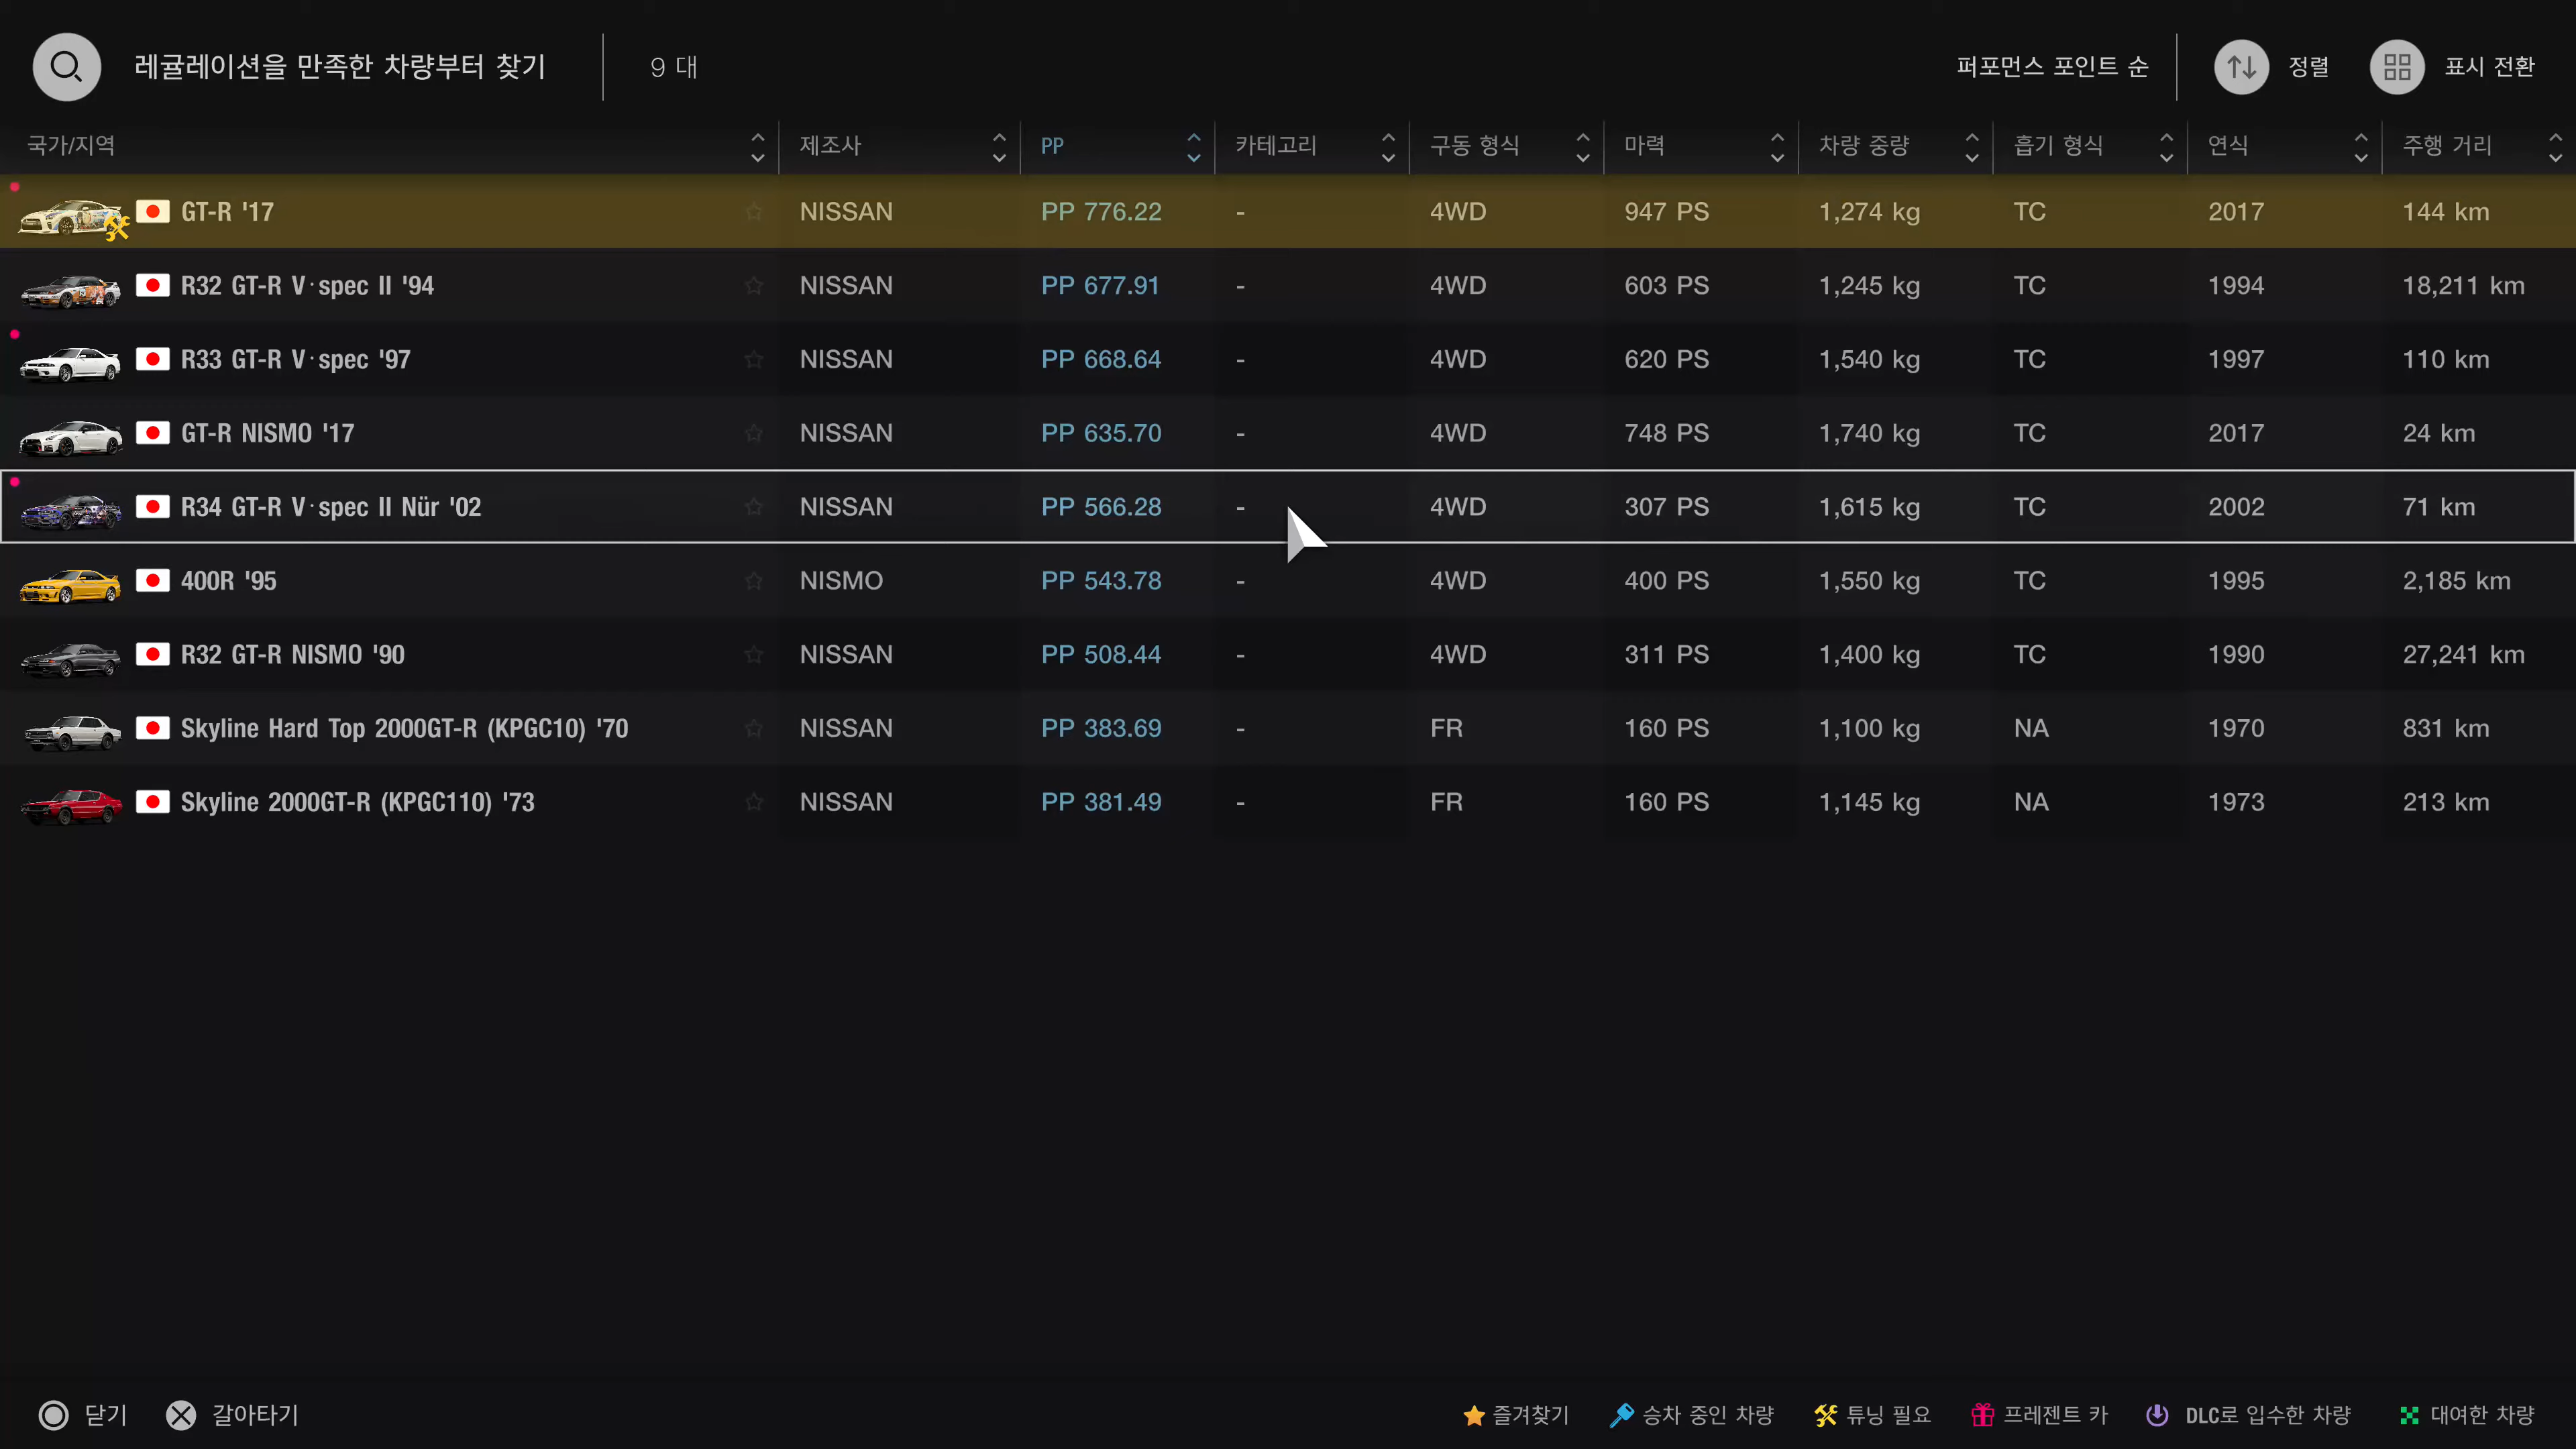 레귤레이션을 만족한 차량부터 찾기 9 대 퍼포먼스 포인트 순 정렬 표시 전환
국가/지역 제조사 PP 카테고리 구동 형식 마력 차량 중량 흡기 형식 연식 주행 거리
GT-R '17 NISSAN PP 776.22 - 4WD 947 PS 1,274 kg TC 2017 144 km
R32 GT-R V·spec II '94 NISSAN PP 677.91 - 4WD 603 PS 1,245 kg TC 1994 18,211 km
R33 GT-R V·spec '97 NISSAN PP 668.64 - 4WD 620 PS 1,540 kg TC 1997 110 km
GT-R NISMO '17 NISSAN PP 635.70 - 4WD 748 PS 1,740 kg TC 2017 24 km
R34 GT-R V·spec II Nür '02 NISSAN PP 566.28 - 4WD 307 PS 1,615 kg TC 2002 71 km
400R '95 NISMO PP 543.78 - 4WD 400 PS 1,550 kg TC 1995 2,185 km
R32 GT-R NISMO '90 NISSAN PP 508.44 - 4WD 311 PS 1,400 kg TC 1990 27,241 km
Skyline Hard Top 2000GT-R (KPGC10) '70 NISSAN PP 383.69 - FR 160 PS 1,100 kg NA 1970 831 km
Skyline 2000GT-R (KPGC110) '73 NISSAN PP 381.49 - FR 160 PS 1,145 kg NA 1973 213 km
닫기 갈아타기 즐겨찾기 승차 중인 차량 튜닝 필요 프레젠트 카 DLC로 입수한 차량 대여한 차량